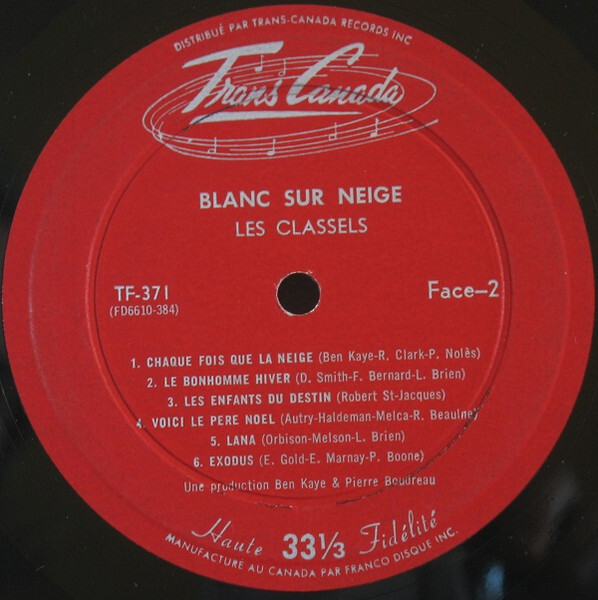 DISTRIBUÉ PAR TRANS-CANADA RECORDS INC
Trans Canada
BLANC SUR NEIGE
LES CLASSELS
TF-371
(FD6610-384)
Face-2
1. CHAQUE FOIS QUE LA NEIGE (Ben Kaye-R. Clark-P. Nolès)
2. LE BONHOMME HIVER (D. Smith-F. Bernard-L. Brien)
3. LES ENFANTS DU DESTIN (Robert St-Jacques)
4. VOICI LE PERE NOEL (Autry-Haldeman-Melca-R. Beaulne)
5. LANA (Orbison-Melson-L. Brien)
6. EXODUS (E. Gold-E. Marnay-P. Boone)
Une production Ben Kaye & Pierre Boudreau
Haute 33⅓ Fidélité
MANUFACTURÉ AU CANADA PAR FRANCO DISQUE INC.